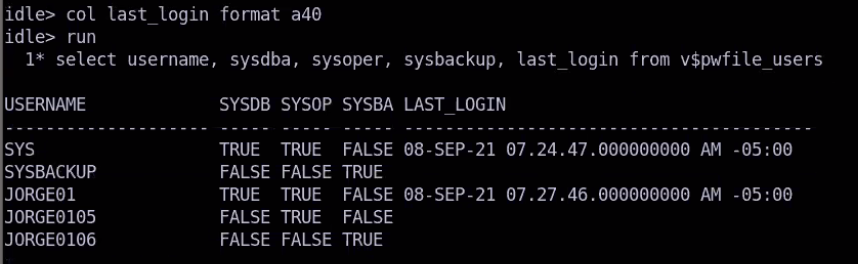 idle> col last_login format a40
idle> run
  1* select username, sysdba, sysoper, sysbackup, last_login from v$pwfile_users
USERNAME             SYSDB SYSOP SYSBA LAST_LOGIN
-------------------- ----- ----- ----- ----------------------------------------
SYS                  TRUE  TRUE  FALSE 08-SEP-21 07.24.47.000000000 AM -05:00
SYSBACKUP            FALSE FALSE TRUE
JORGE01              TRUE  TRUE  FALSE 08-SEP-21 07.27.46.000000000 AM -05:00
JORGE0105            FALSE TRUE  FALSE
JORGE0106            FALSE FALSE TRUE